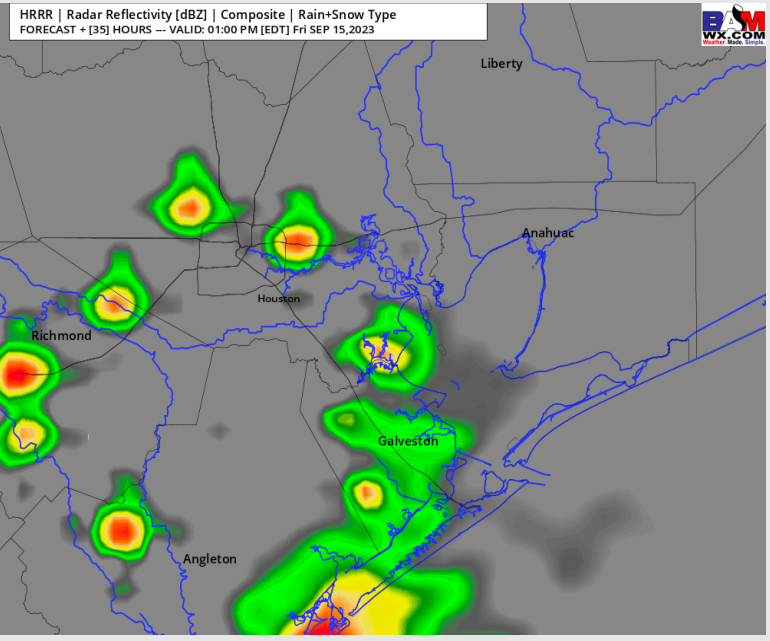 HRRR | Radar Reflectivity [dBZ] | Composite | Rain+Snow Type
FORECAST + [35] HOURS --- VALID: 01:00 PM [EDT] Fri SEP 15,2023
BAM
WX.COM
Weather. Made. Simple.
Liberty
Anahuac
Houston
Richmond
Galveston
Angleton